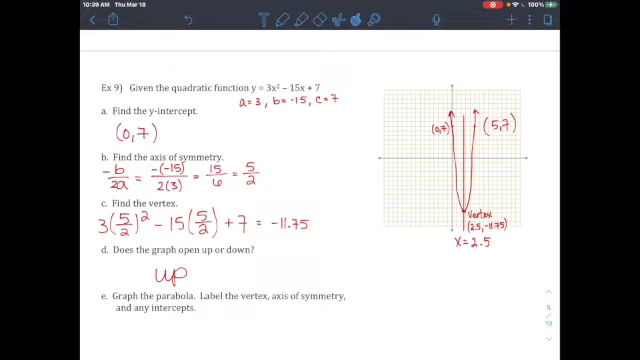 10:39 AM Thu Mar 18
100%
Ex 9) Given the quadratic function y = 3x² – 15x + 7
a = 3, b = -15, c = 7
a. Find the y-intercept.
(0,7)
b. Find the axis of symmetry.
-b/2a = -(-15)/2(3) = 15/6 = 5/2
c. Find the vertex.
3(5/2)² - 15(5/2) + 7 = -11.75
d. Does the graph open up or down?
up
e. Graph the parabola. Label the vertex, axis of symmetry,
and any intercepts.
(0,7)
(5,7)
Vertex
(2.5, -11.75)
X = 2.5
5
/
10